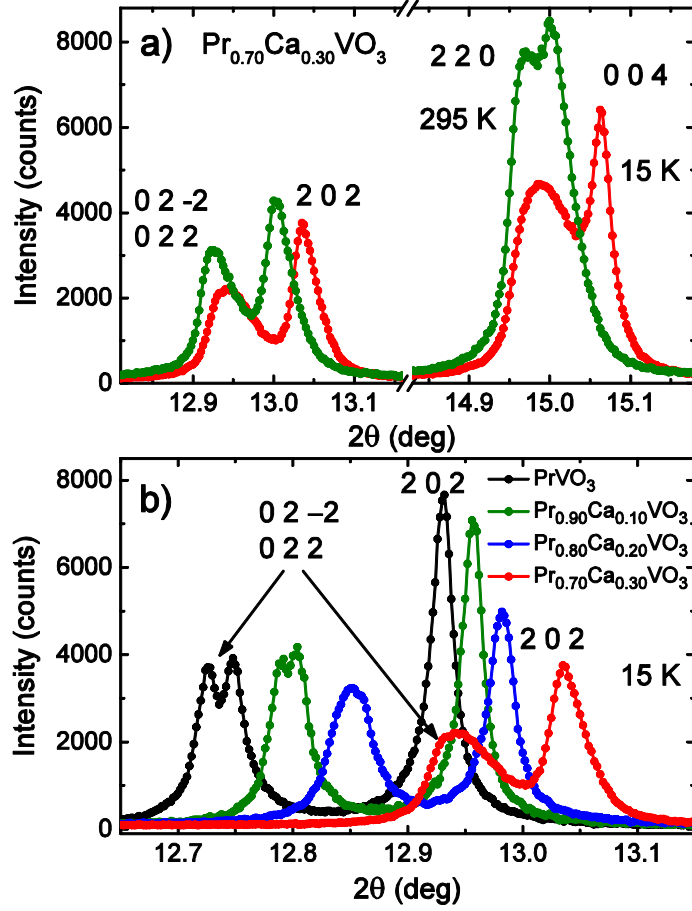 a) Pr0.70Ca0.30VO3
2 2 0
0 0 4
295 K
15 K
0 2 -2
0 2 2
2 0 2
8000
6000
4000
2000
0
Intensity (counts)
12.9 13.0 13.1 14.9 15.0 15.1
2θ (deg)
b)
2 0 2
PrVO3
Pr0.90Ca0.10VO3
Pr0.80Ca0.20VO3
Pr0.70Ca0.30VO3
0 2 –2
0 2 2
2 0 2
15 K
8000
6000
4000
2000
0
Intensity (counts)
12.7 12.8 12.9 13.0 13.1
2θ (deg)